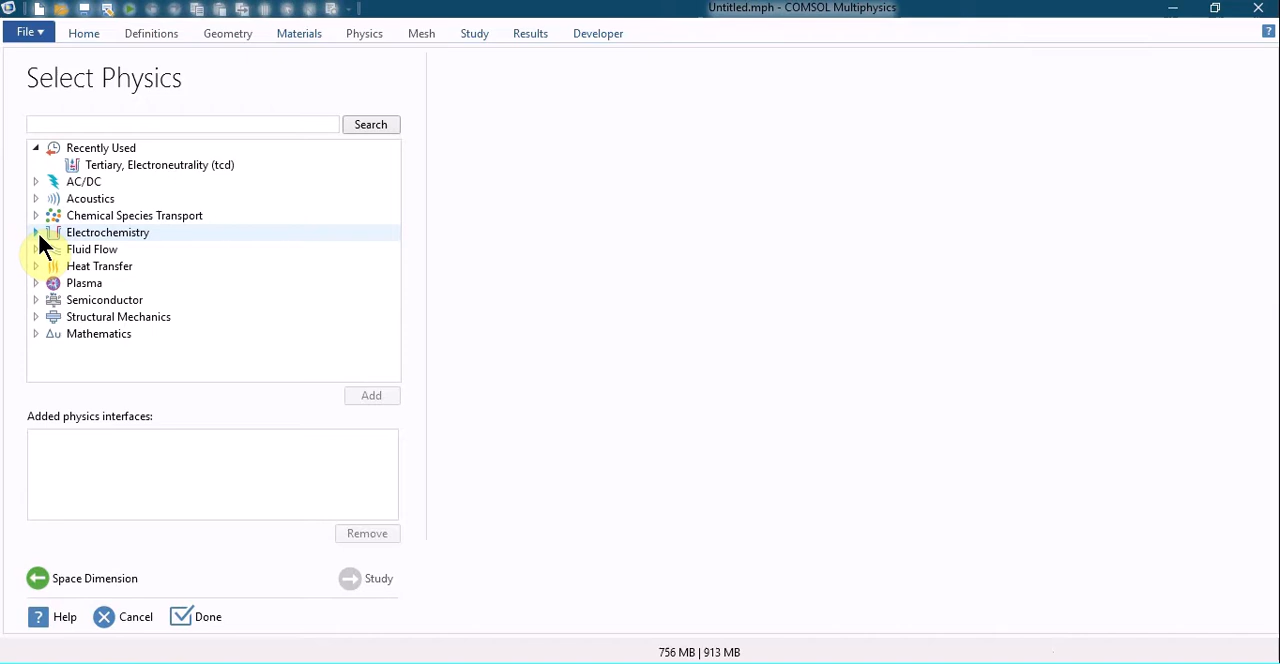 Untitled.mph - COMSOL Multiphysics
File Home Definitions Geometry Materials Physics Mesh Study Results Developer ?
Select Physics
Search
Recently Used
Tertiary, Electroneutrality (tcd)
AC/DC
Acoustics
Chemical Species Transport
Electrochemistry
Fluid Flow
Heat Transfer
Plasma
Semiconductor
Structural Mechanics
Δu Mathematics
Add
Added physics interfaces:
Remove
Space Dimension Study
? Help Cancel Done
756 MB | 913 MB